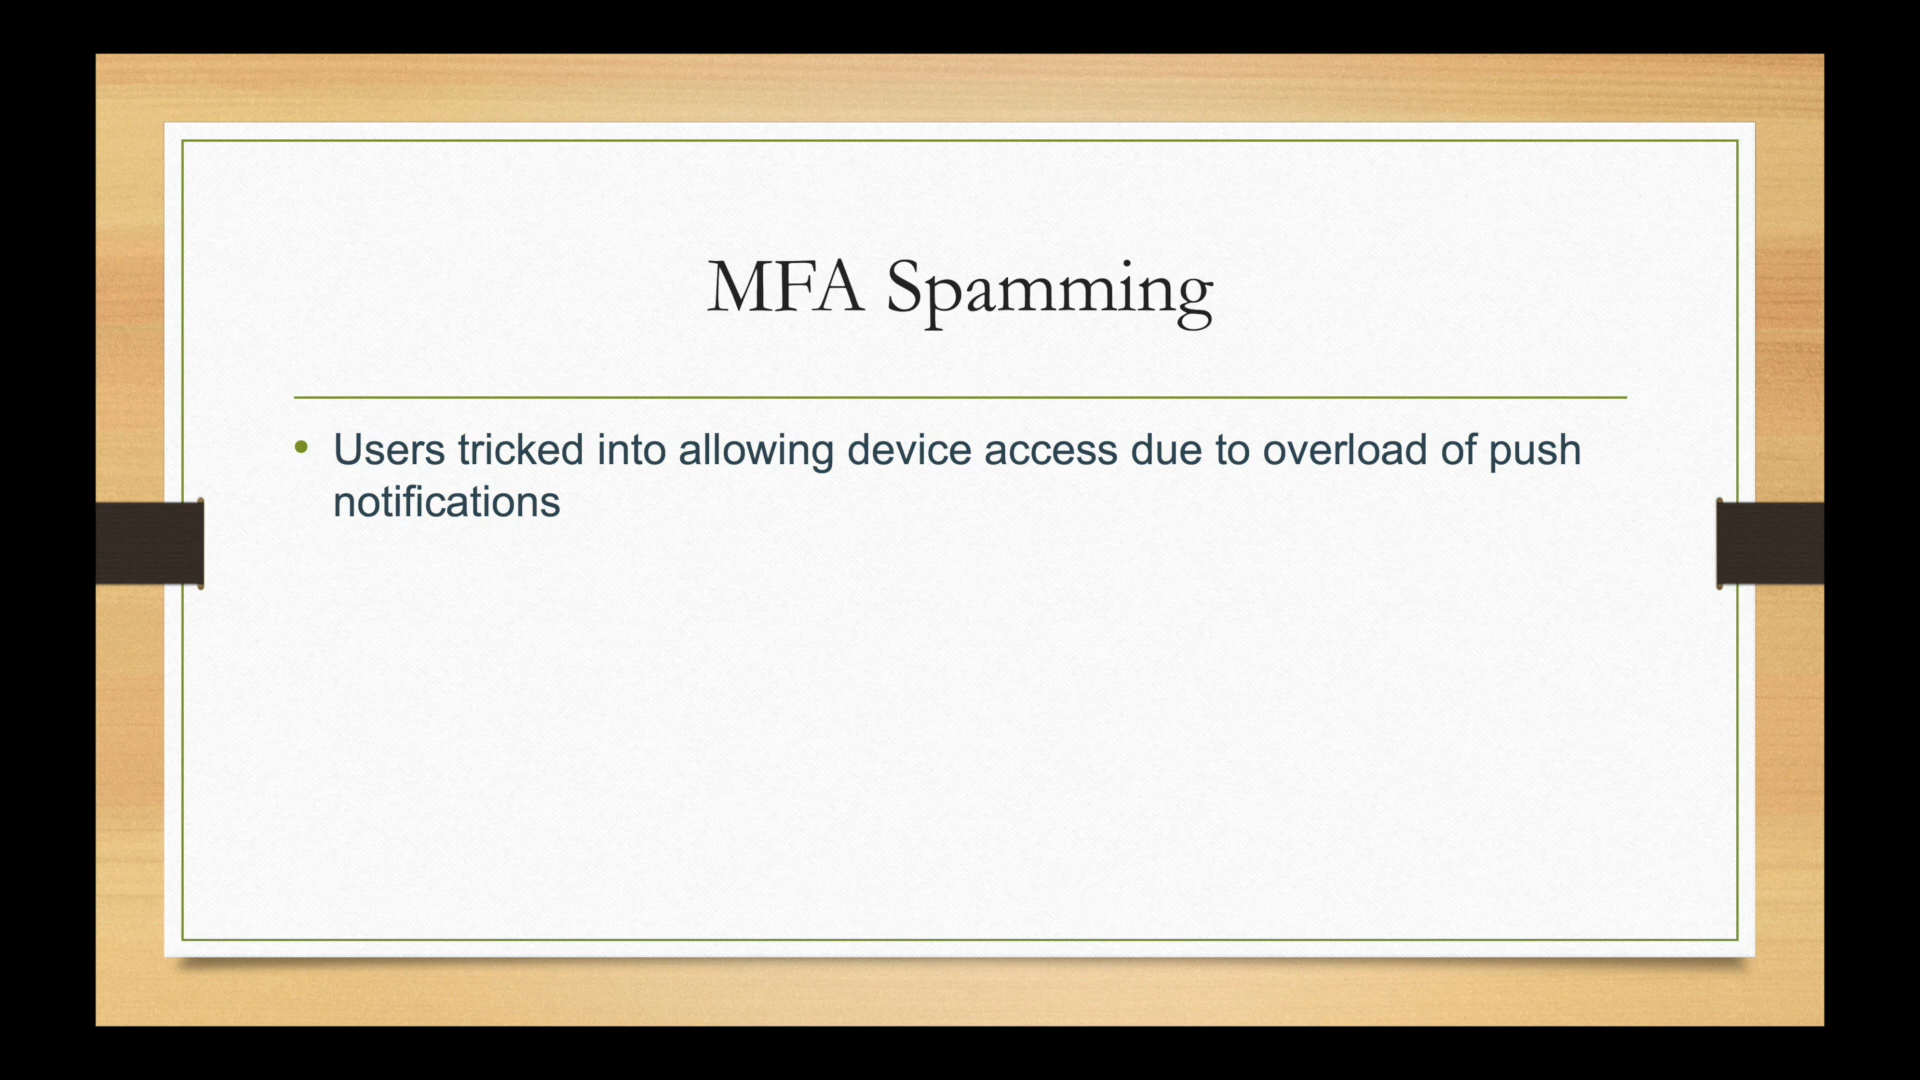 MFA Spamming
• Users tricked into allowing device access due to overload of push
notifications